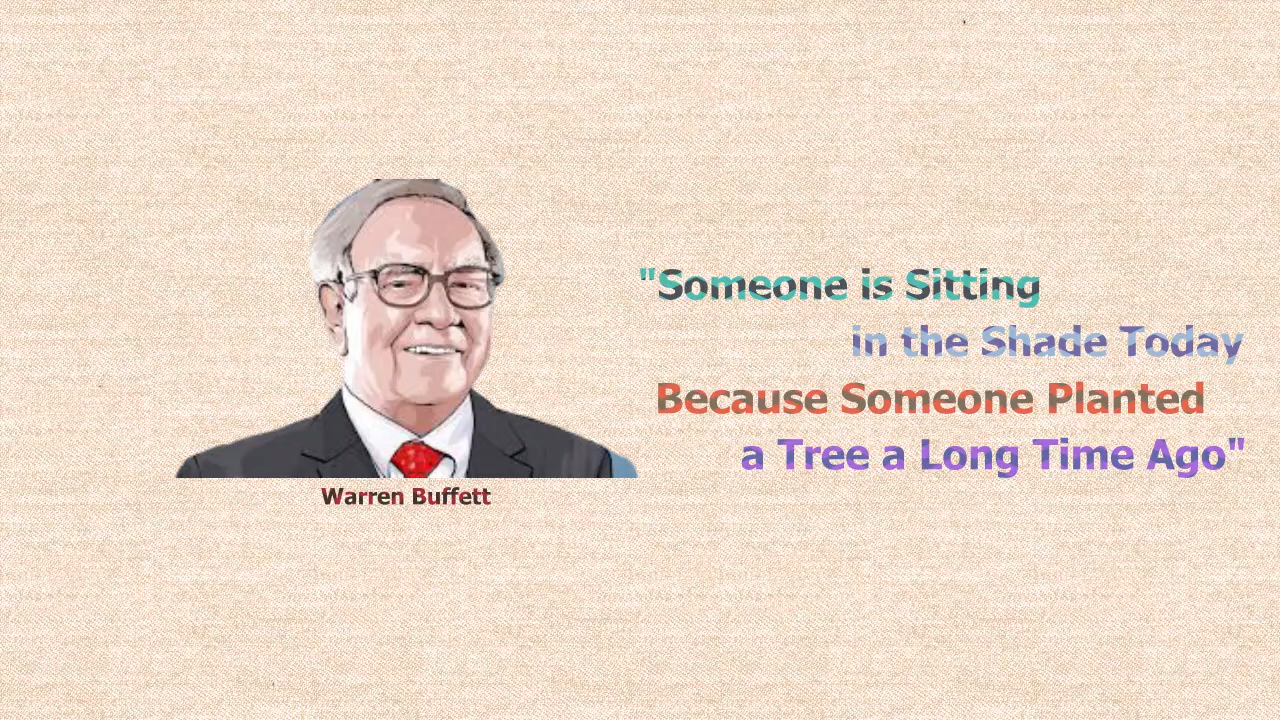 "Someone is Sitting
in the Shade Today
Because Someone Planted
a Tree a Long Time Ago"
Warren Buffett